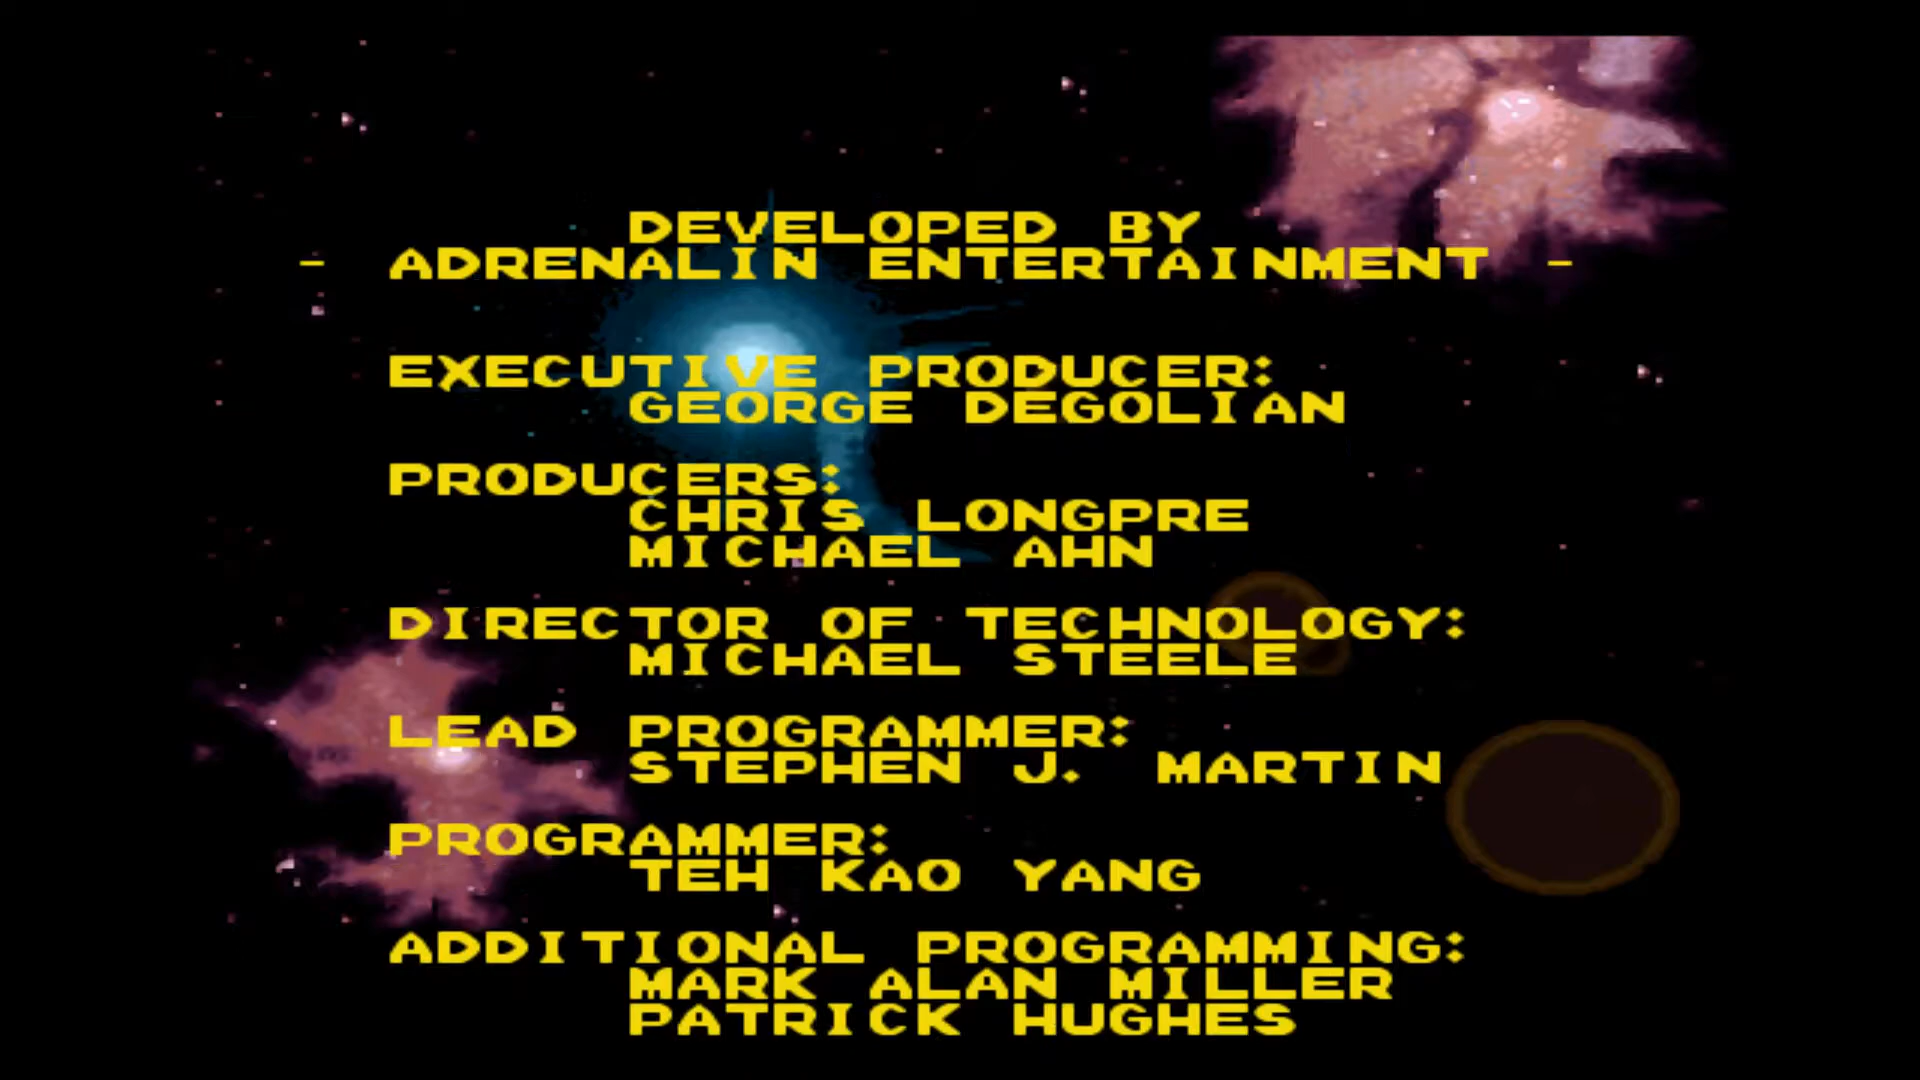 DEVELOPED BY
- ADRENALIN ENTERTAINMENT -
EXECUTIVE PRODUCER:
GEORGE DEGOLIAN
PRODUCERS:
CHRIS LONGPRE
MICHAEL AHN
DIRECTOR OF TECHNOLOGY:
MICHAEL STEELE
LEAD PROGRAMMER:
STEPHEN J. MARTIN
PROGRAMMER:
TEH KAO YANG
ADDITIONAL PROGRAMMING:
MARK ALAN MILLER
PATRICK HUGHES